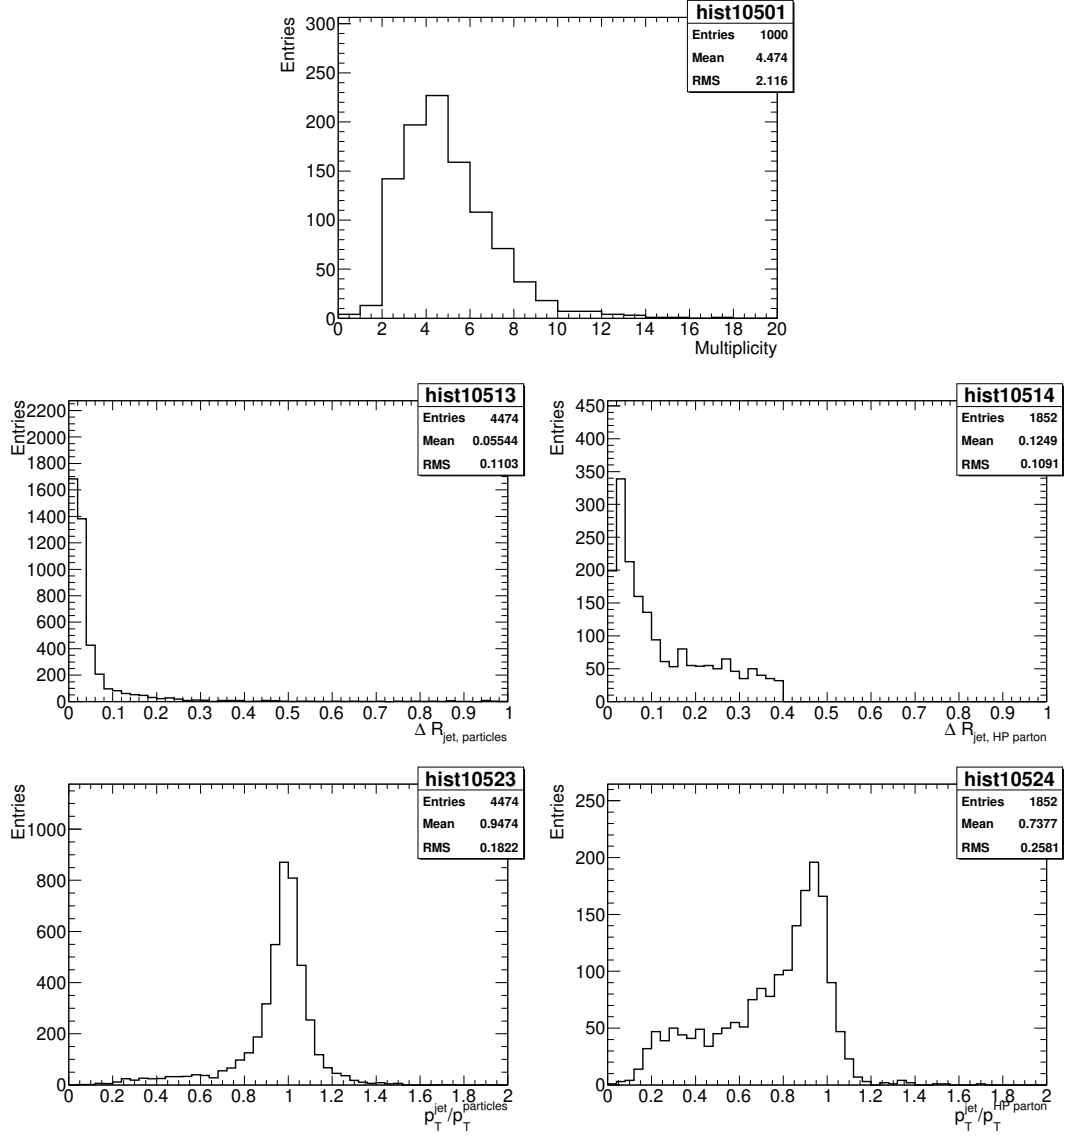 hist10501
Entries 1000
Mean 4.474
RMS 2.116
Entries
300
250
200
150
100
50
0
0 2 4 6 8 10 12 14 16 18 20
Multiplicity
hist10513
Entries 4474
Mean 0.05544
RMS 0.1103
Entries
2200
2000
1800
1600
1400
1200
1000
800
600
400
200
0
0 0.1 0.2 0.3 0.4 0.5 0.6 0.7 0.8 0.9 1
Δ R jet, particles
hist10514
Entries 1852
Mean 0.1249
RMS 0.1091
Entries
450
400
350
300
250
200
150
100
50
0
0 0.1 0.2 0.3 0.4 0.5 0.6 0.7 0.8 0.9 1
Δ R jet, HP parton
hist10523
Entries 4474
Mean 0.9474
RMS 0.1822
Entries
1000
800
600
400
200
0
0 0.2 0.4 0.6 0.8 1 1.2 1.4 1.6 1.8 2
p_T^jet/p_T^particles
hist10524
Entries 1852
Mean 0.7377
RMS 0.2581
Entries
250
200
150
100
50
0
0 0.2 0.4 0.6 0.8 1 1.2 1.4 1.6 1.8 2
p_T^jet/p_T^HP parton